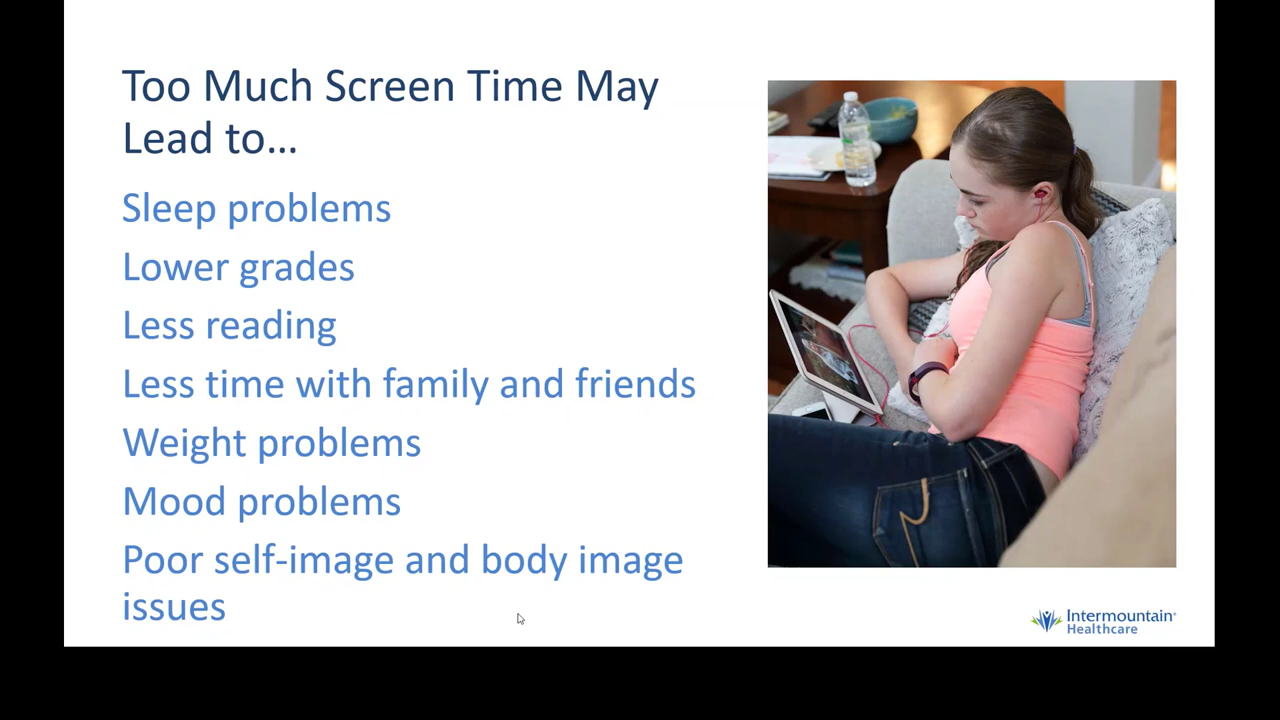 Too Much Screen Time May
Lead to...
Sleep problems
Lower grades
Less reading
Less time with family and friends
Weight problems
Mood problems
Poor self-image and body image
issues
Intermountain®
Healthcare